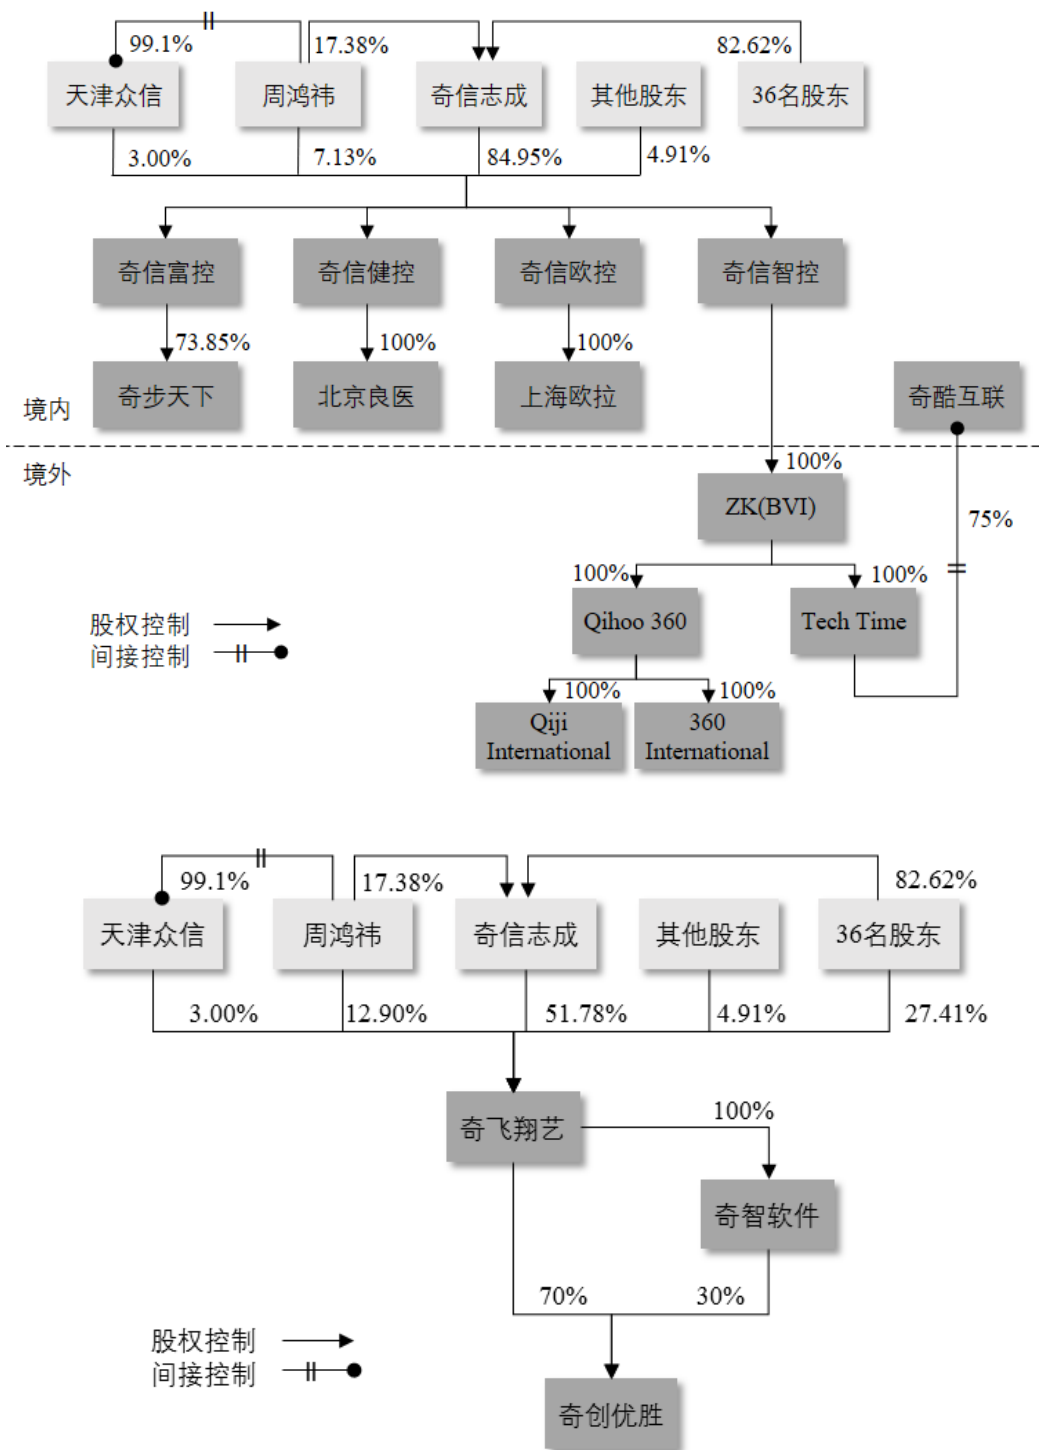 99.1%
17.38%
82.62%
天津众信
周鸿祎
奇信志成
其他股东
36名股东
3.00%
7.13%
84.95%
4.91%
奇信富控
奇信健控
奇信欧控
奇信智控
73.85%
100%
100%
奇步天下
北京良医
上海欧拉
奇酷互联
境内
境外
100%
ZK(BVI)
75%
100%
100%
Qihoo 360
Tech Time
股权控制
间接控制
100%
100%
Qiji
International
360
International
99.1%
17.38%
82.62%
天津众信
周鸿祎
奇信志成
其他股东
36名股东
3.00%
12.90%
51.78%
4.91%
27.41%
奇飞翔艺
100%
奇智软件
70%
30%
股权控制
间接控制
奇创优胜